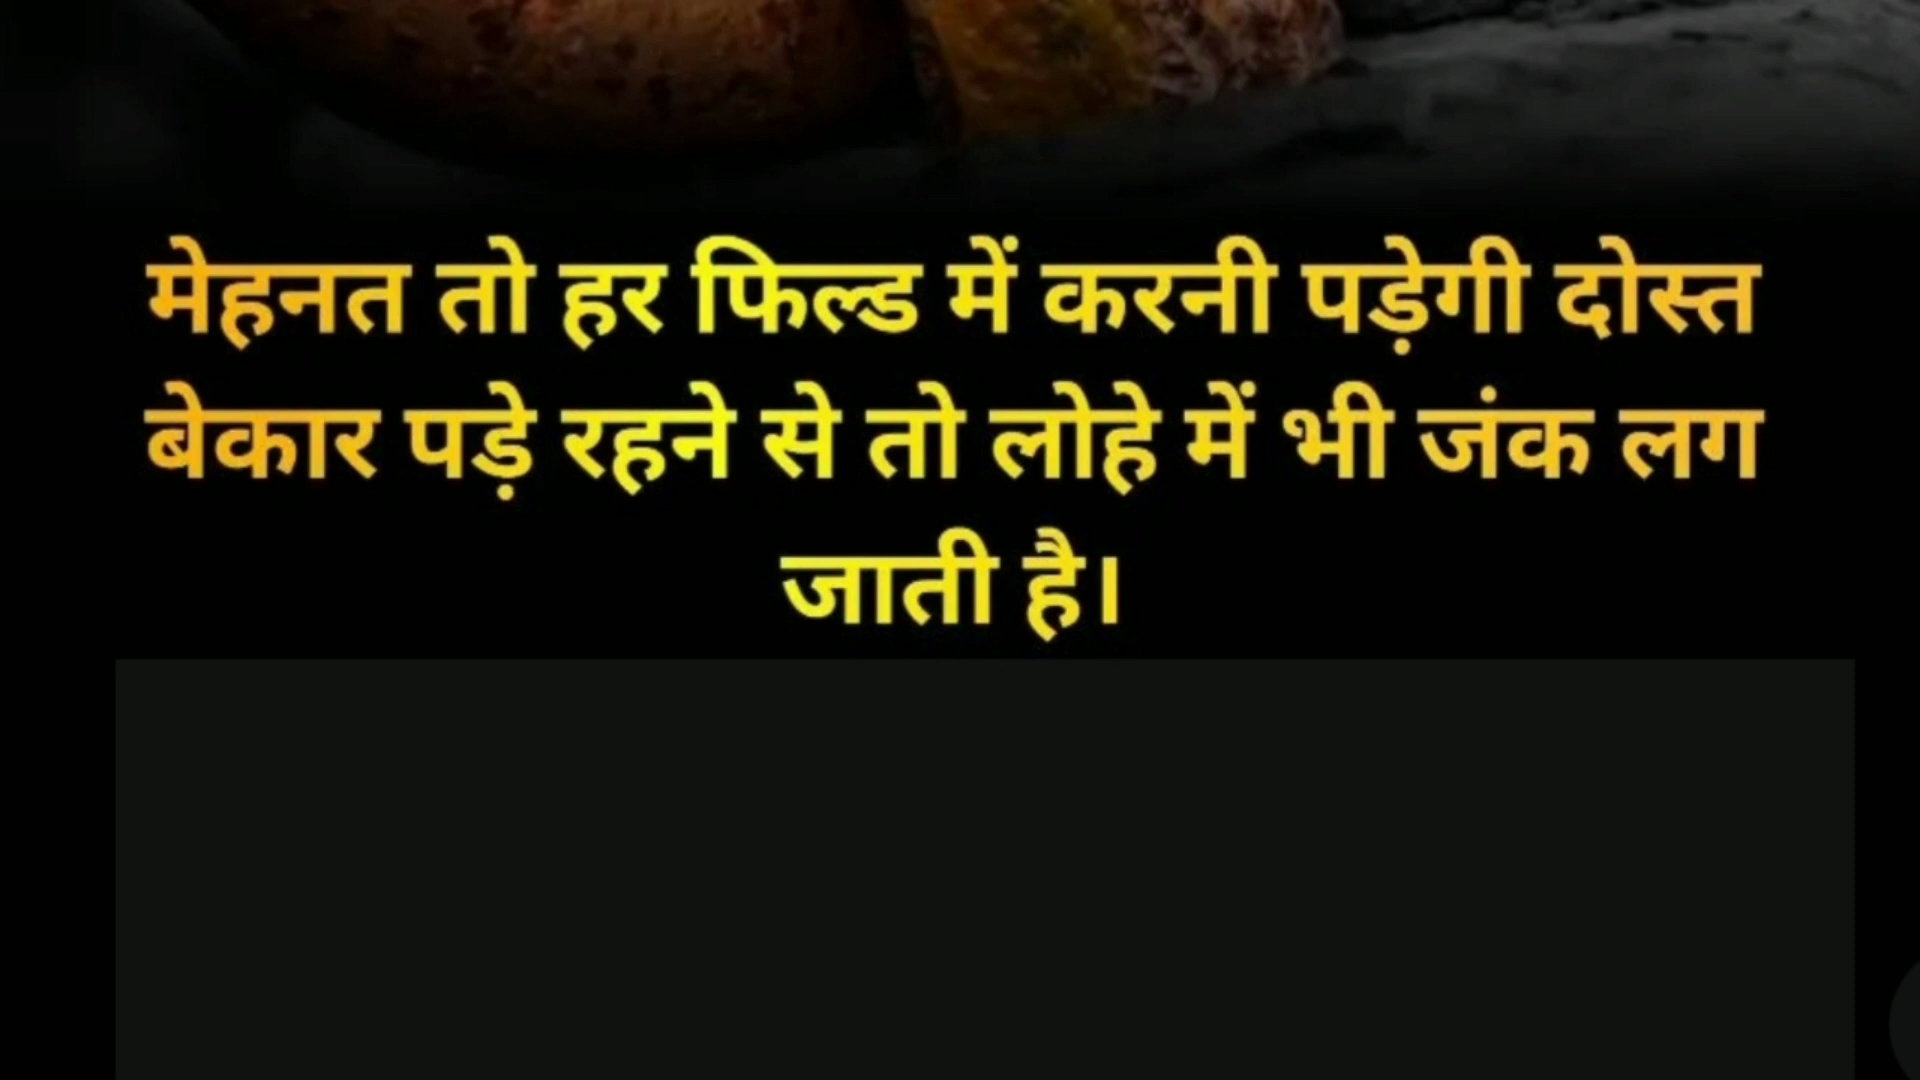 मेहनत तो हर फिल्ड में करनी पड़ेगी दोस्त
बेकार पड़े रहने से तो लोहे में भी जंक लग
जाती है।